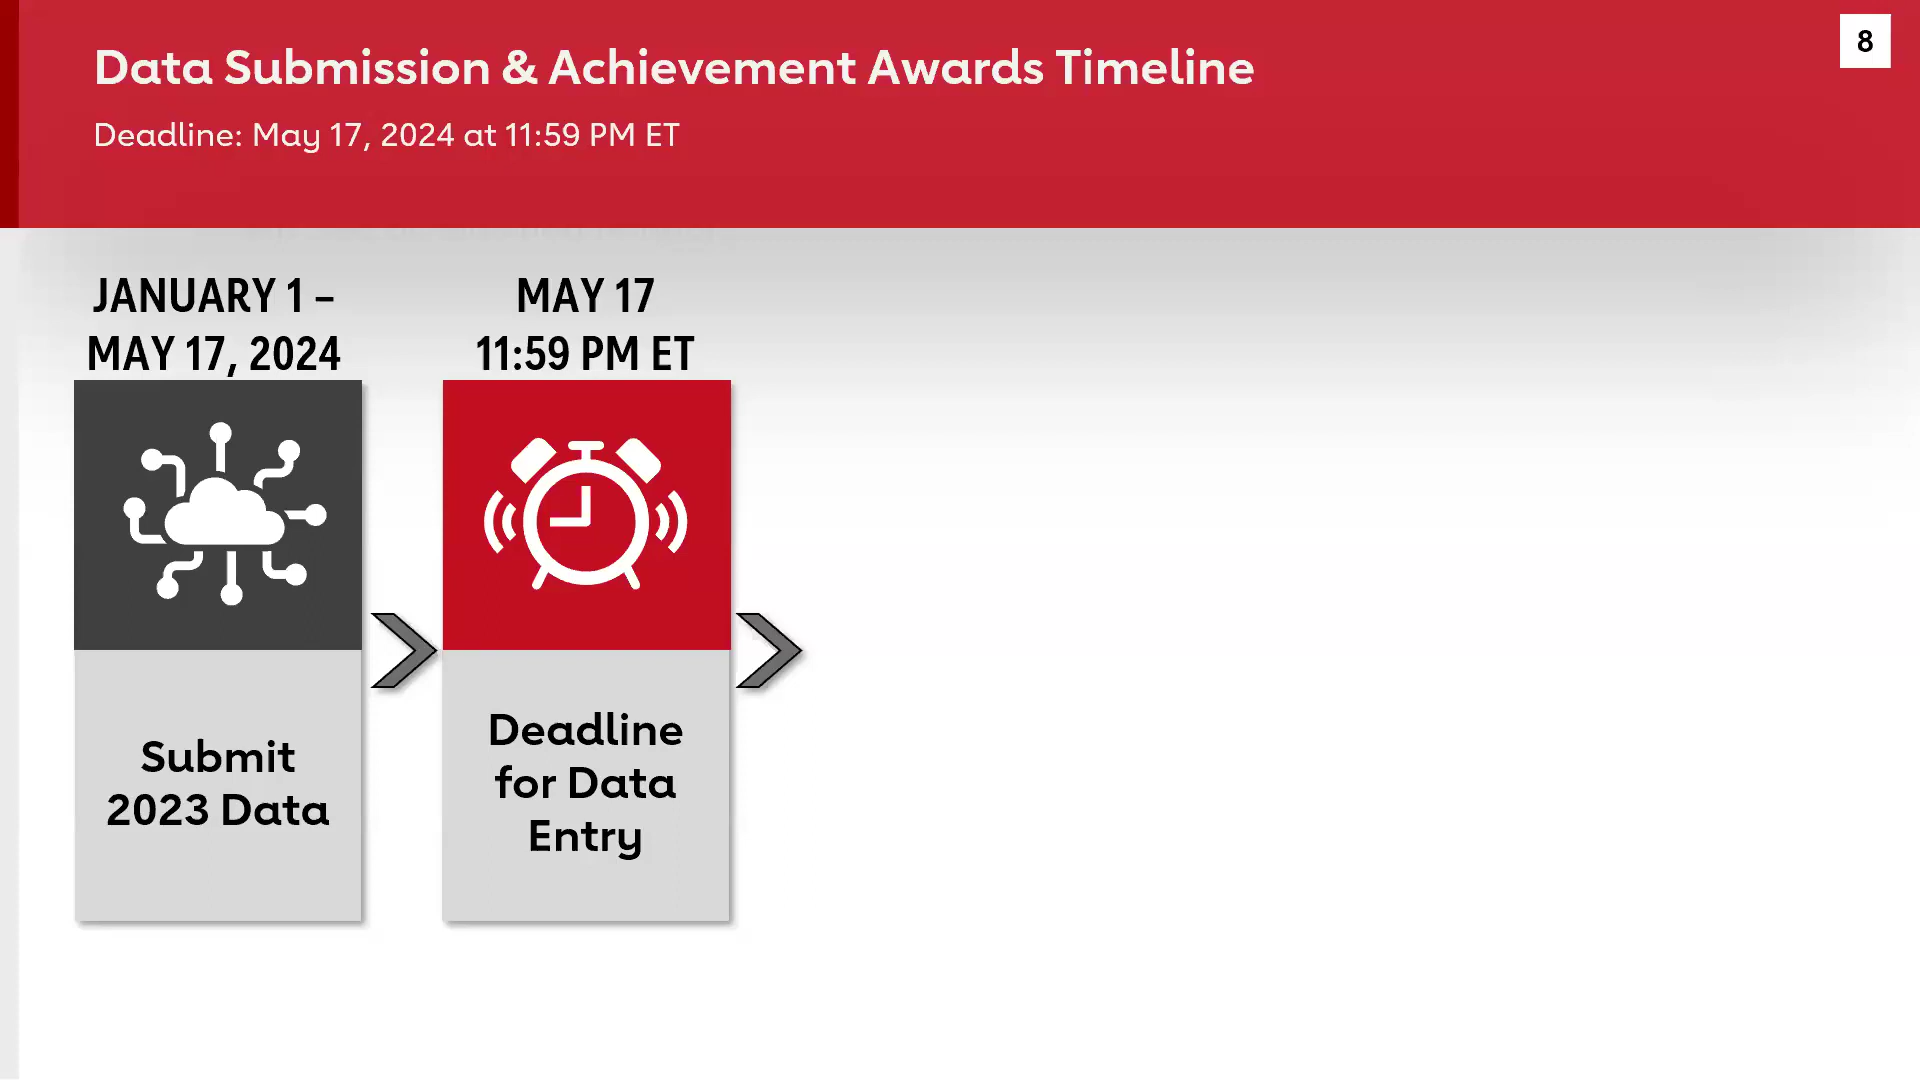 Data Submission & Achievement Awards Timeline
8
Deadline: May 17, 2024 at 11:59 PM ET
JANUARY 1 –
MAY 17, 2024
MAY 17
11:59 PM ET
Submit
2023 Data
Deadline
for Data
Entry